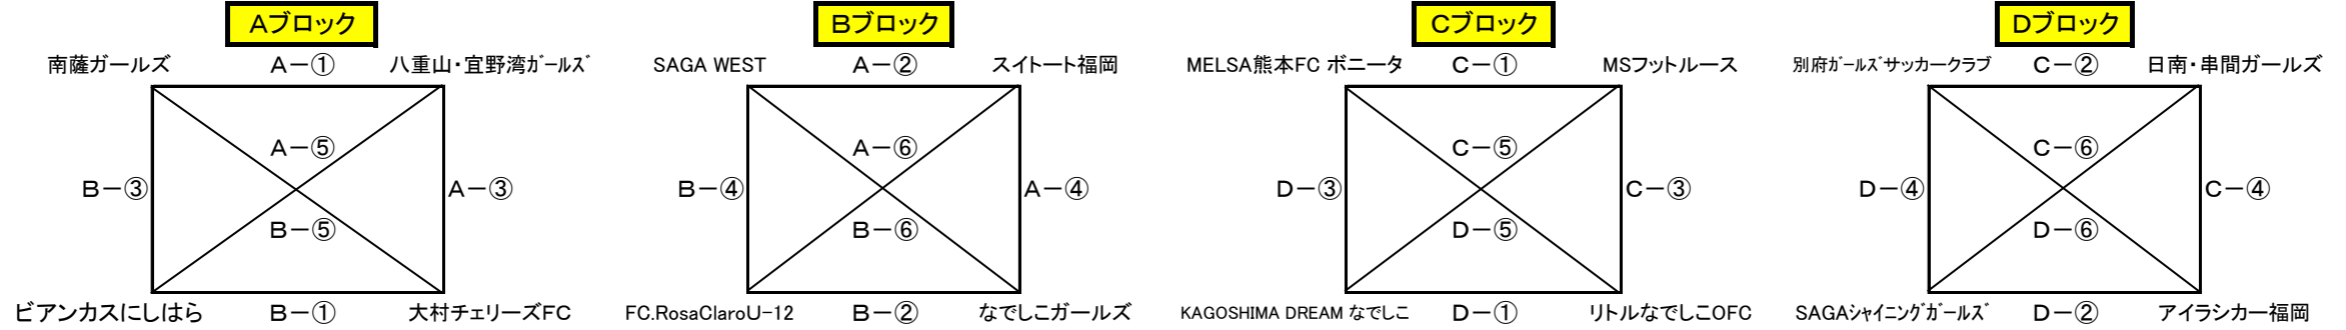 Aブロック
Bブロック
Cブロック
Dブロック
南薩ガールズ
A－①
八重山・宜野湾ｶﾞｰﾙｽﾞ
SAGA WEST
A－②
スイトート福岡
MELSA熊本FC ボニータ
C－①
MSフットルース
別府ｶﾞｰﾙｽﾞサッカークラブ
C－②
日南・串間ガールズ
A－⑤
A－⑥
C－⑤
C－⑥
B－③
A－③
B－④
A－④
D－③
C－③
D－④
C－④
B－⑤
B－⑥
D－⑤
D－⑥
ビアンカスにしはら
B－①
大村チェリーズFC
FC.RosaClaroU-12
B－②
なでしこガールズ
KAGOSHIMA DREAM なでしこ
D－①
リトルなでしこOFC
SAGAｼｬｲﾆﾝｸﾞｶﾞｰﾙｽﾞ
D－②
アイラシカー福岡